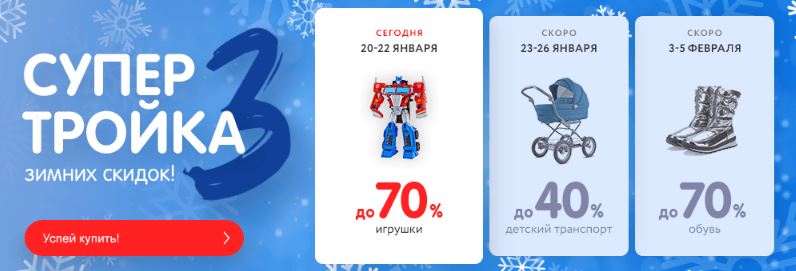 СУПЕР
ТРОЙКА
3
зимних скидок!
Успей купить!
СЕГОДНЯ
20-22 ЯНВАРЯ
до 70%
игрушки
СКОРО
23-26 ЯНВАРЯ
до 40%
детский транспорт
СКОРО
3-5 ФЕВРАЛЯ
до 70%
обувь